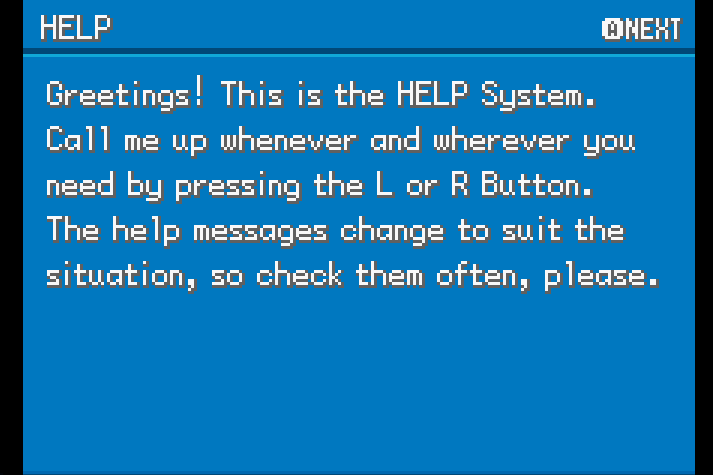 HELP
ⒶNEXT
Greetings! This is the HELP System.
Call me up whenever and wherever you
need by pressing the L or R Button.
The help messages change to suit the
situation, so check them often, please.